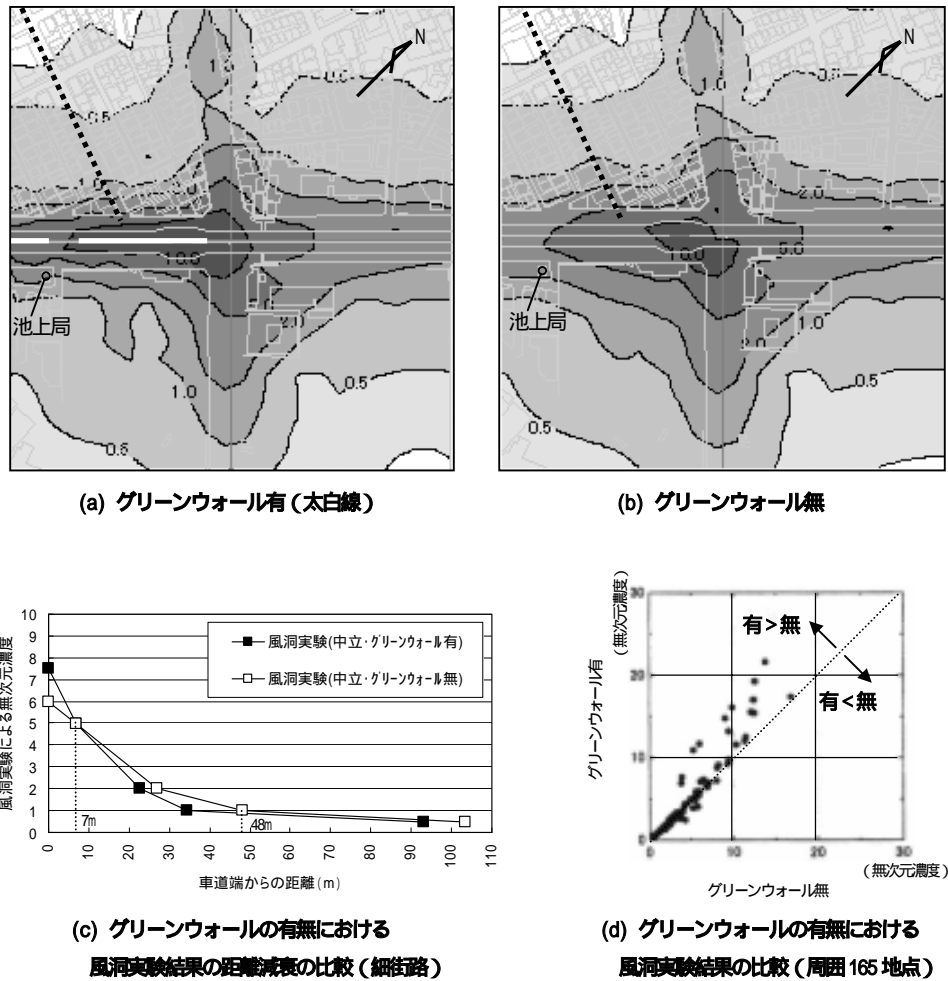 N
1.0
0.5
0.5
1.0
10.0
池上局
2.0
1.0
0.5
0.5
(a) グリーンウォール有(太白線)
N
1.0
0.5
0.5
2.0
5.0
10.0
池上局
1.0
2.0
0.5
0.5
(b) グリーンウォール無
風洞実験による無次元濃度
10
9
8
7
6
5
4
3
2
1
0
風洞実験(中立・グリーンウォール有)
風洞実験(中立・グリーンウォール無)
7m
48m
0 10 20 30 40 50 60 70 80 90 100 110
車道端からの距離(m)
(c) グリーンウォールの有無における
風洞実験結果の距離減衰の比較(細街路)
(無次元濃度)
グリーンウォール有
30
20
10
0
有>無
有<無
0 10 20 30
(無次元濃度)
グリーンウォール無
(d) グリーンウォールの有無における
風洞実験結果の比較(周囲165地点)